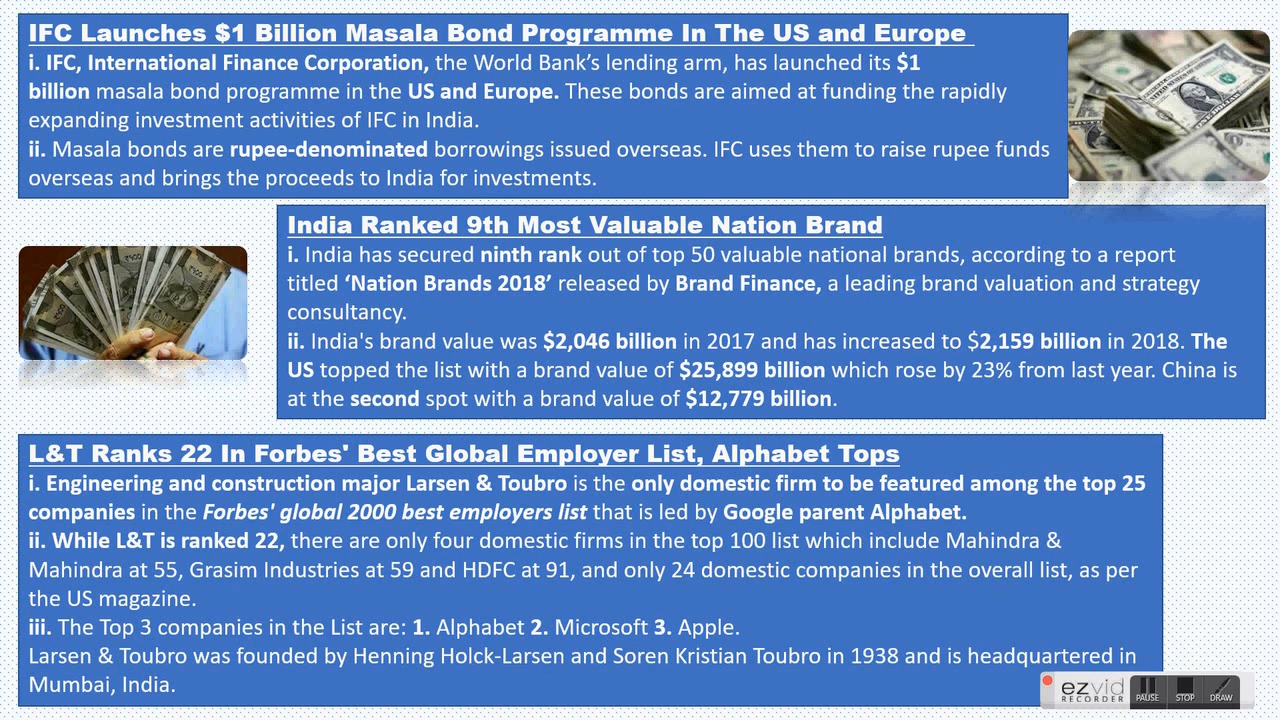 IFC Launches $1 Billion Masala Bond Programme In The US and Europe
i. IFC, International Finance Corporation, the World Bank’s lending arm, has launched its $1
billion masala bond programme in the US and Europe. These bonds are aimed at funding the rapidly
expanding investment activities of IFC in India.
ii. Masala bonds are rupee-denominated borrowings issued overseas. IFC uses them to raise rupee funds
overseas and brings the proceeds to India for investments.
India Ranked 9th Most Valuable Nation Brand
i. India has secured ninth rank out of top 50 valuable national brands, according to a report
titled ‘Nation Brands 2018’ released by Brand Finance, a leading brand valuation and strategy
consultancy.
ii. India's brand value was $2,046 billion in 2017 and has increased to $2,159 billion in 2018. The
US topped the list with a brand value of $25,899 billion which rose by 23% from last year. China is
at the second spot with a brand value of $12,779 billion.
L&T Ranks 22 In Forbes' Best Global Employer List, Alphabet Tops
i. Engineering and construction major Larsen & Toubro is the only domestic firm to be featured among the top 25
companies in the Forbes' global 2000 best employers list that is led by Google parent Alphabet.
ii. While L&T is ranked 22, there are only four domestic firms in the top 100 list which include Mahindra &
Mahindra at 55, Grasim Industries at 59 and HDFC at 91, and only 24 domestic companies in the overall list, as per
the US magazine.
iii. The Top 3 companies in the List are: 1. Alphabet 2. Microsoft 3. Apple.
Larsen & Toubro was founded by Henning Holck-Larsen and Soren Kristian Toubro in 1938 and is headquartered in
Mumbai, India.
ezvid
RECORDER
PAUSE STOP DRAW